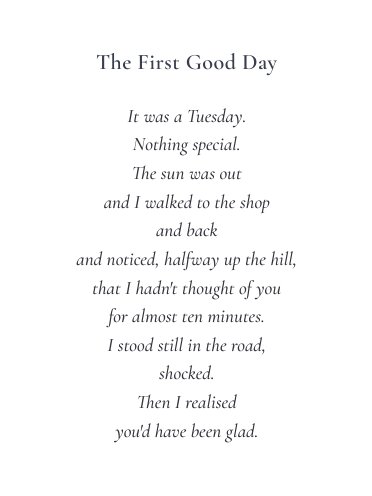 The First Good Day
It was a Tuesday.
Nothing special.
The sun was out
and I walked to the shop
and back
and noticed, halfway up the hill,
that I hadn't thought of you
for almost ten minutes.
I stood still in the road,
shocked.
Then I realised
you'd have been glad.